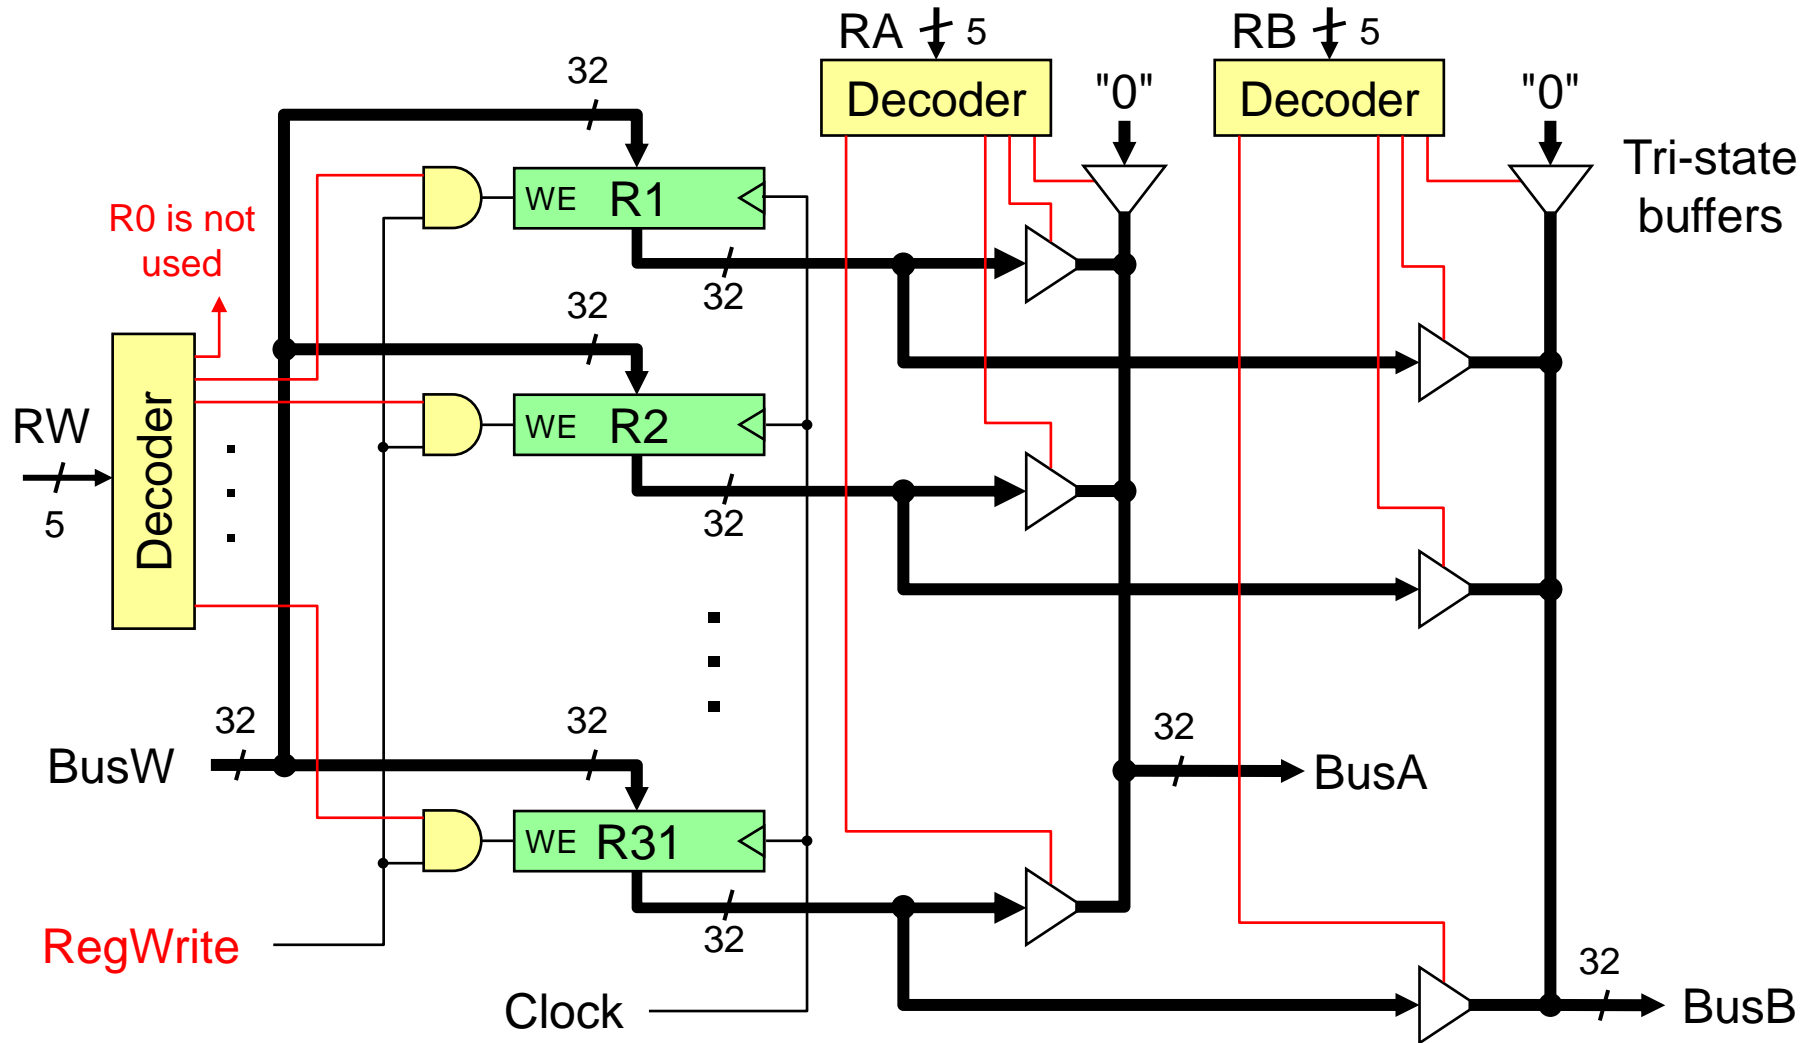 RA 5
RB 5
32
Decoder
"0"
Decoder
"0"
Tri-state
buffers
WE R1
R0 is not
used
32
32
RW
5
Decoder
WE R2
32
32
32
BusW
32
BusA
WE R31
32
RegWrite
Clock
32
BusB